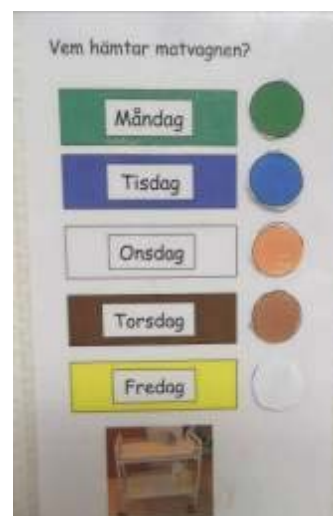 Vem hämtar matvagnen?
Måndag
Tisdag
Onsdag
Torsdag
Fredag